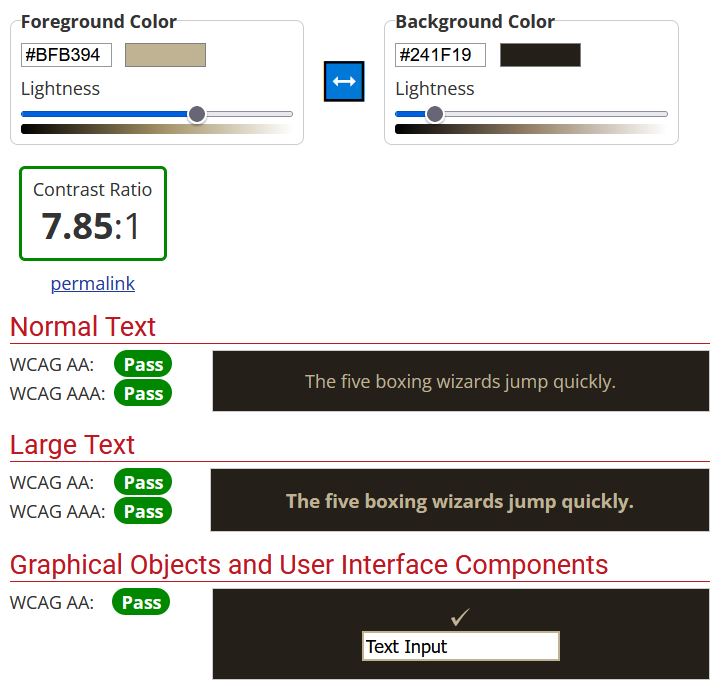 Foreground Color
#BFB394
Lightness
Background Color
#241F19
Lightness
Contrast Ratio
7.85:1
permalink
Normal Text
WCAG AA: Pass
WCAG AAA: Pass
The five boxing wizards jump quickly.
Large Text
WCAG AA: Pass
WCAG AAA: Pass
The five boxing wizards jump quickly.
Graphical Objects and User Interface Components
WCAG AA: Pass
✓
Text Input